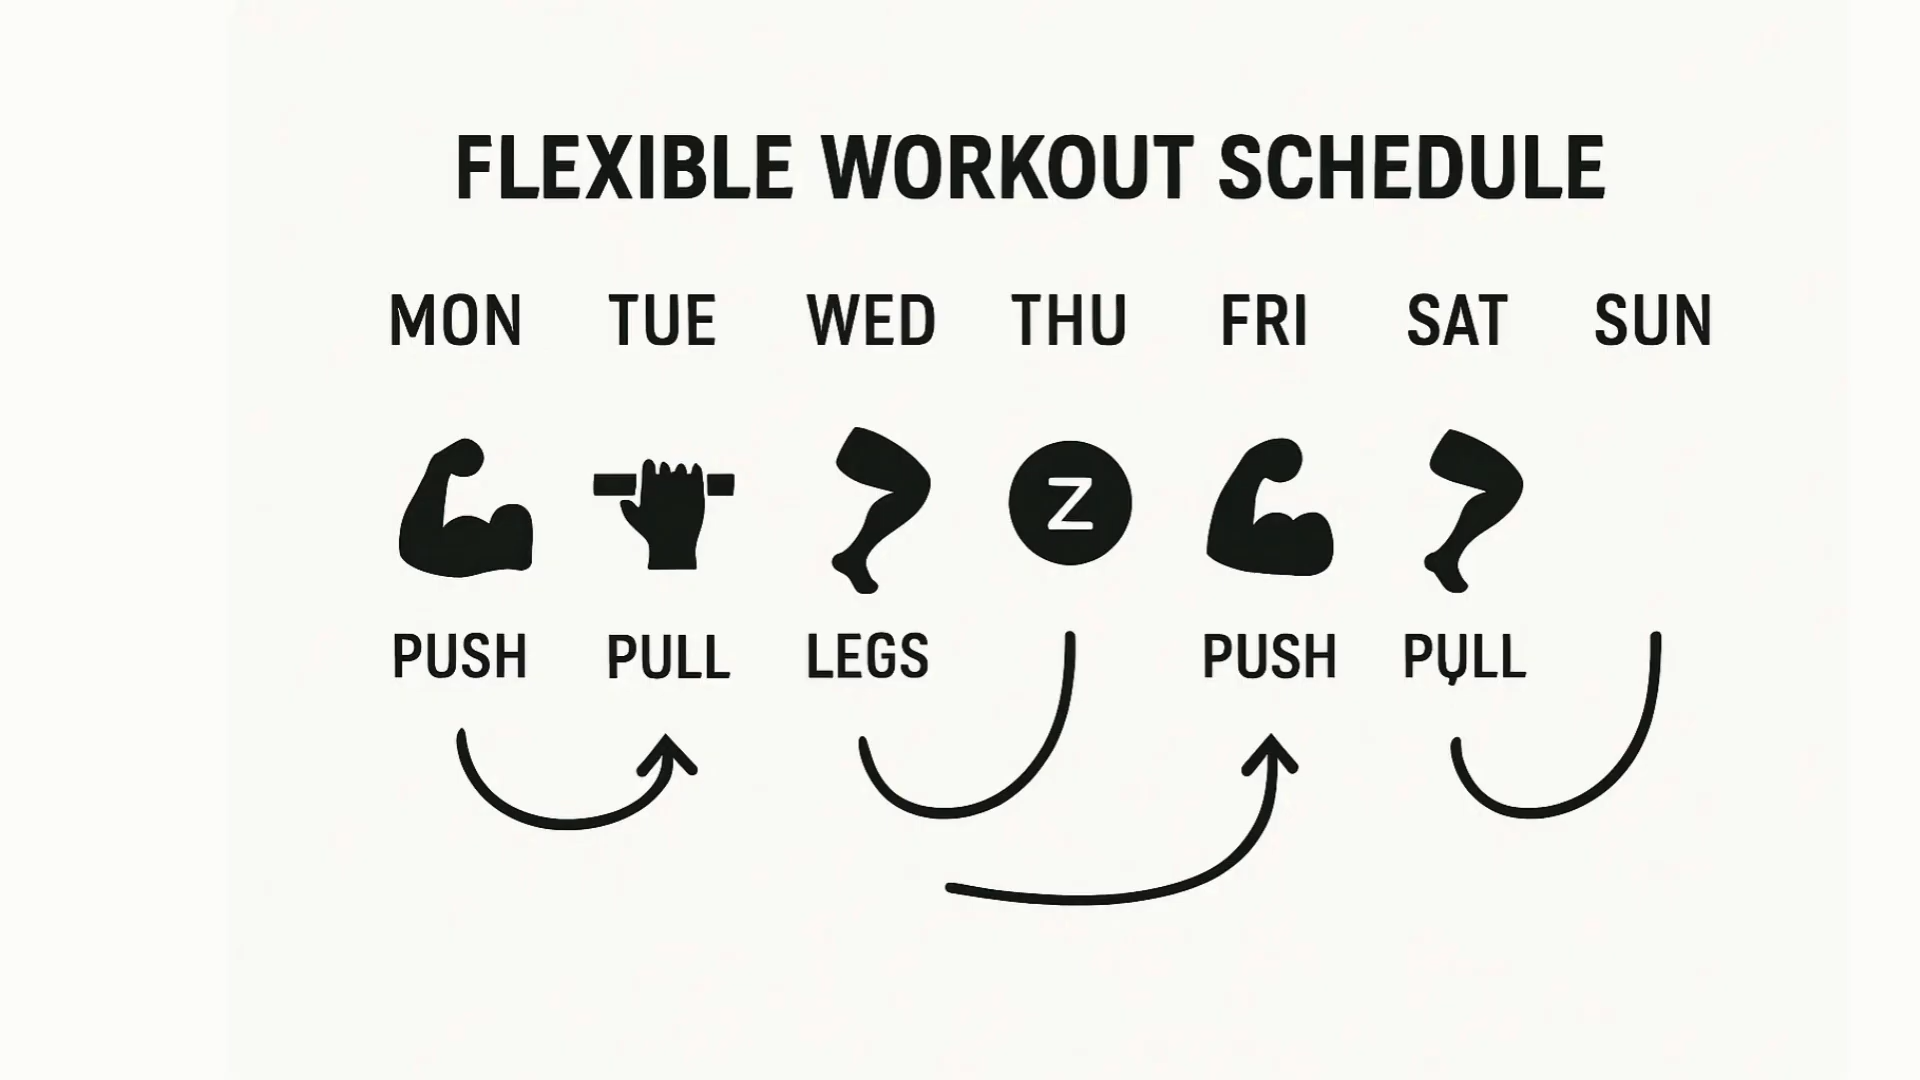 FLEXIBLE WORKOUT SCHEDULE
MON TUE WED THU FRI SAT SUN
Z
PUSH PULL LEGS PUSH PULL